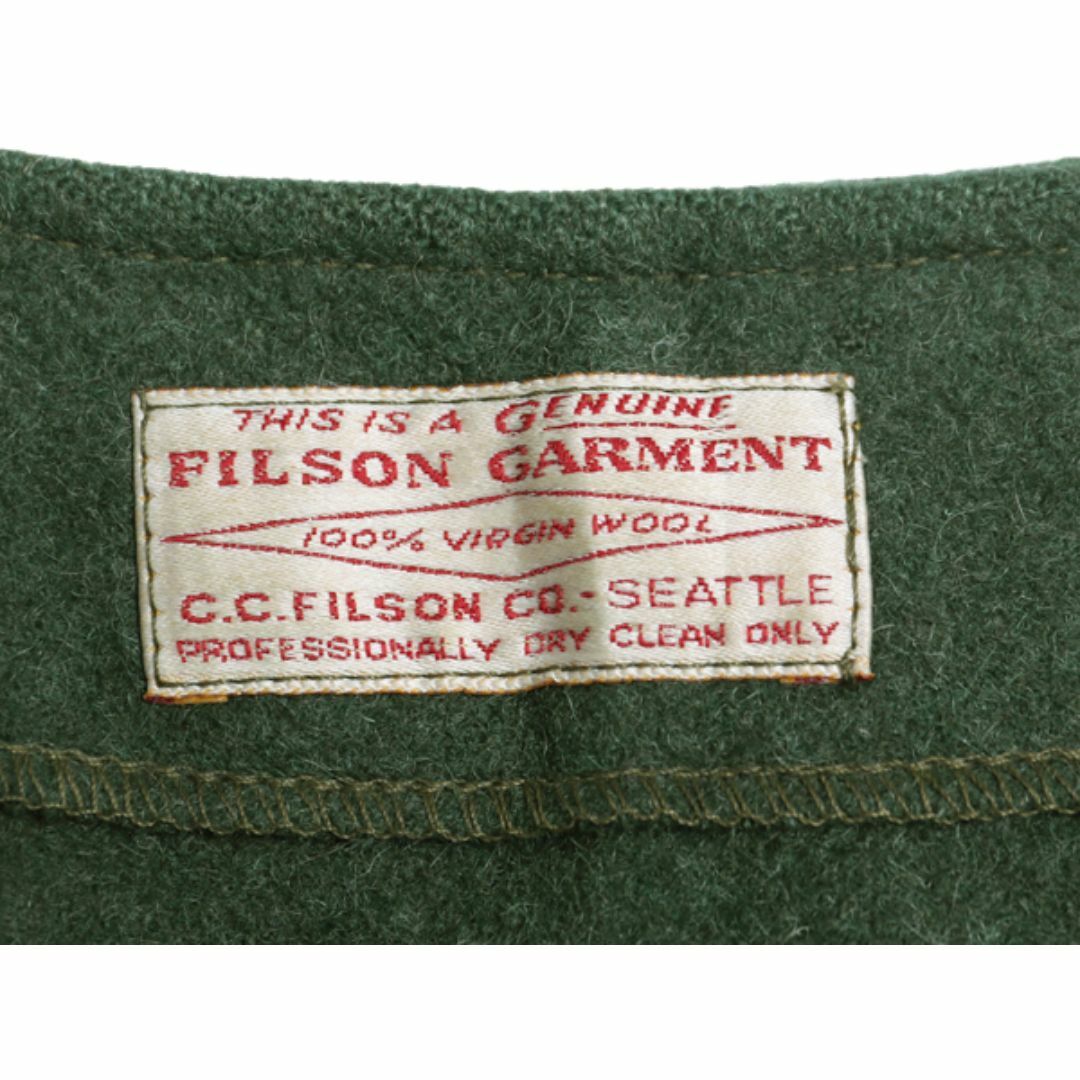 THIS IS A GENUINE
FILSON GARMENT
100% VIRGIN WOOL
C.C.FILSON CO.-SEATTLE
PROFESSIONALLY DRY CLEAN ONLY